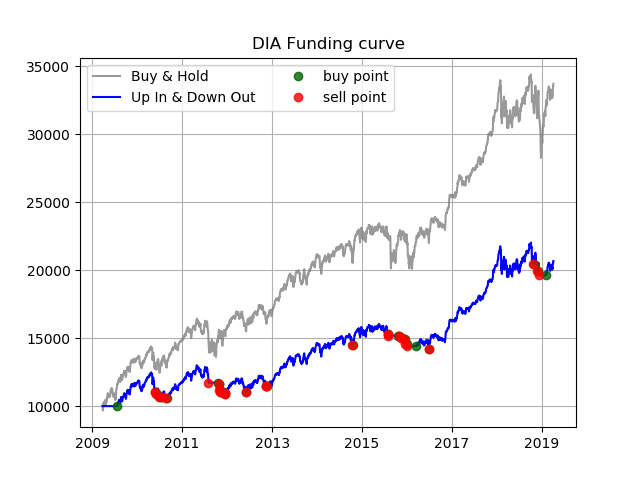 DIA Funding curve
Buy & Hold
Up In & Down Out
buy point
sell point
35000
30000
25000
20000
15000
10000
2009
2011
2013
2015
2017
2019